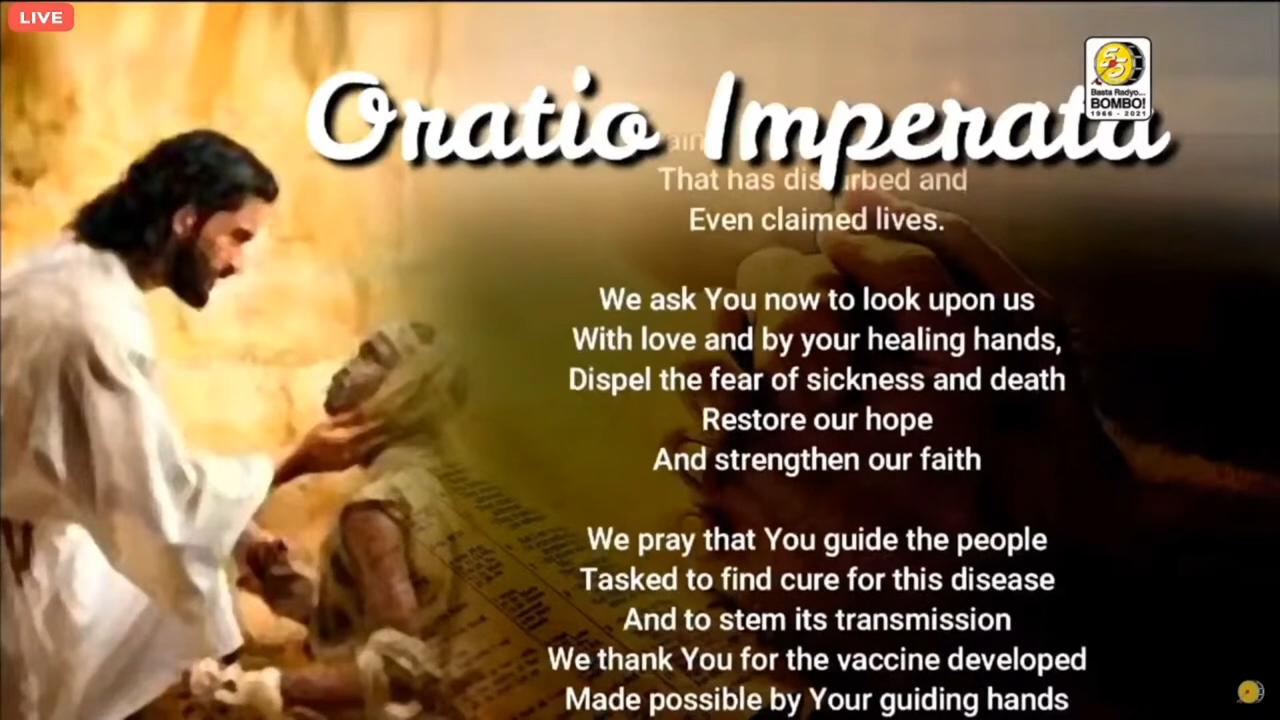 LIVE
Oratio Imperata
55
Basta Radyo...
BOMBO!
1966 - 2021
That has disturbed and
Even claimed lives.
We ask You now to look upon us
With love and by your healing hands,
Dispel the fear of sickness and death
Restore our hope
And strengthen our faith
We pray that You guide the people
Tasked to find cure for this disease
And to stem its transmission
We thank You for the vaccine developed
Made possible by Your guiding hands